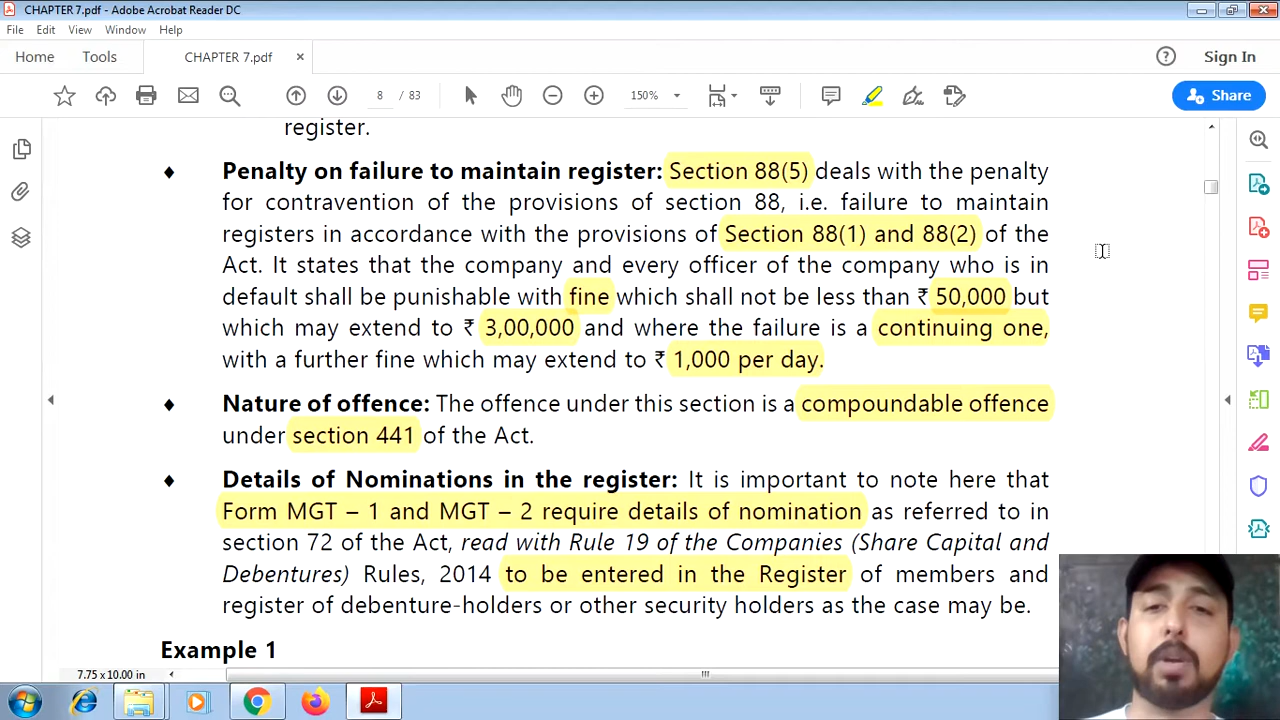 CHAPTER 7.pdf - Adobe Acrobat Reader DC
File Edit View Window Help
Home Tools CHAPTER 7.pdf × ? Sign In
8 / 83 150% Share
register.
♦ Penalty on failure to maintain register: Section 88(5) deals with the penalty
for contravention of the provisions of section 88, i.e. failure to maintain
registers in accordance with the provisions of Section 88(1) and 88(2) of the
Act. It states that the company and every officer of the company who is in
default shall be punishable with fine which shall not be less than ₹ 50,000 but
which may extend to ₹ 3,00,000 and where the failure is a continuing one,
with a further fine which may extend to ₹ 1,000 per day.
♦ Nature of offence: The offence under this section is a compoundable offence
under section 441 of the Act.
♦ Details of Nominations in the register: It is important to note here that
Form MGT – 1 and MGT – 2 require details of nomination as referred to in
section 72 of the Act, read with Rule 19 of the Companies (Share Capital and
Debentures) Rules, 2014 to be entered in the Register of members and
register of debenture-holders or other security holders as the case may be.
Example 1
7.75 x 10.00 in